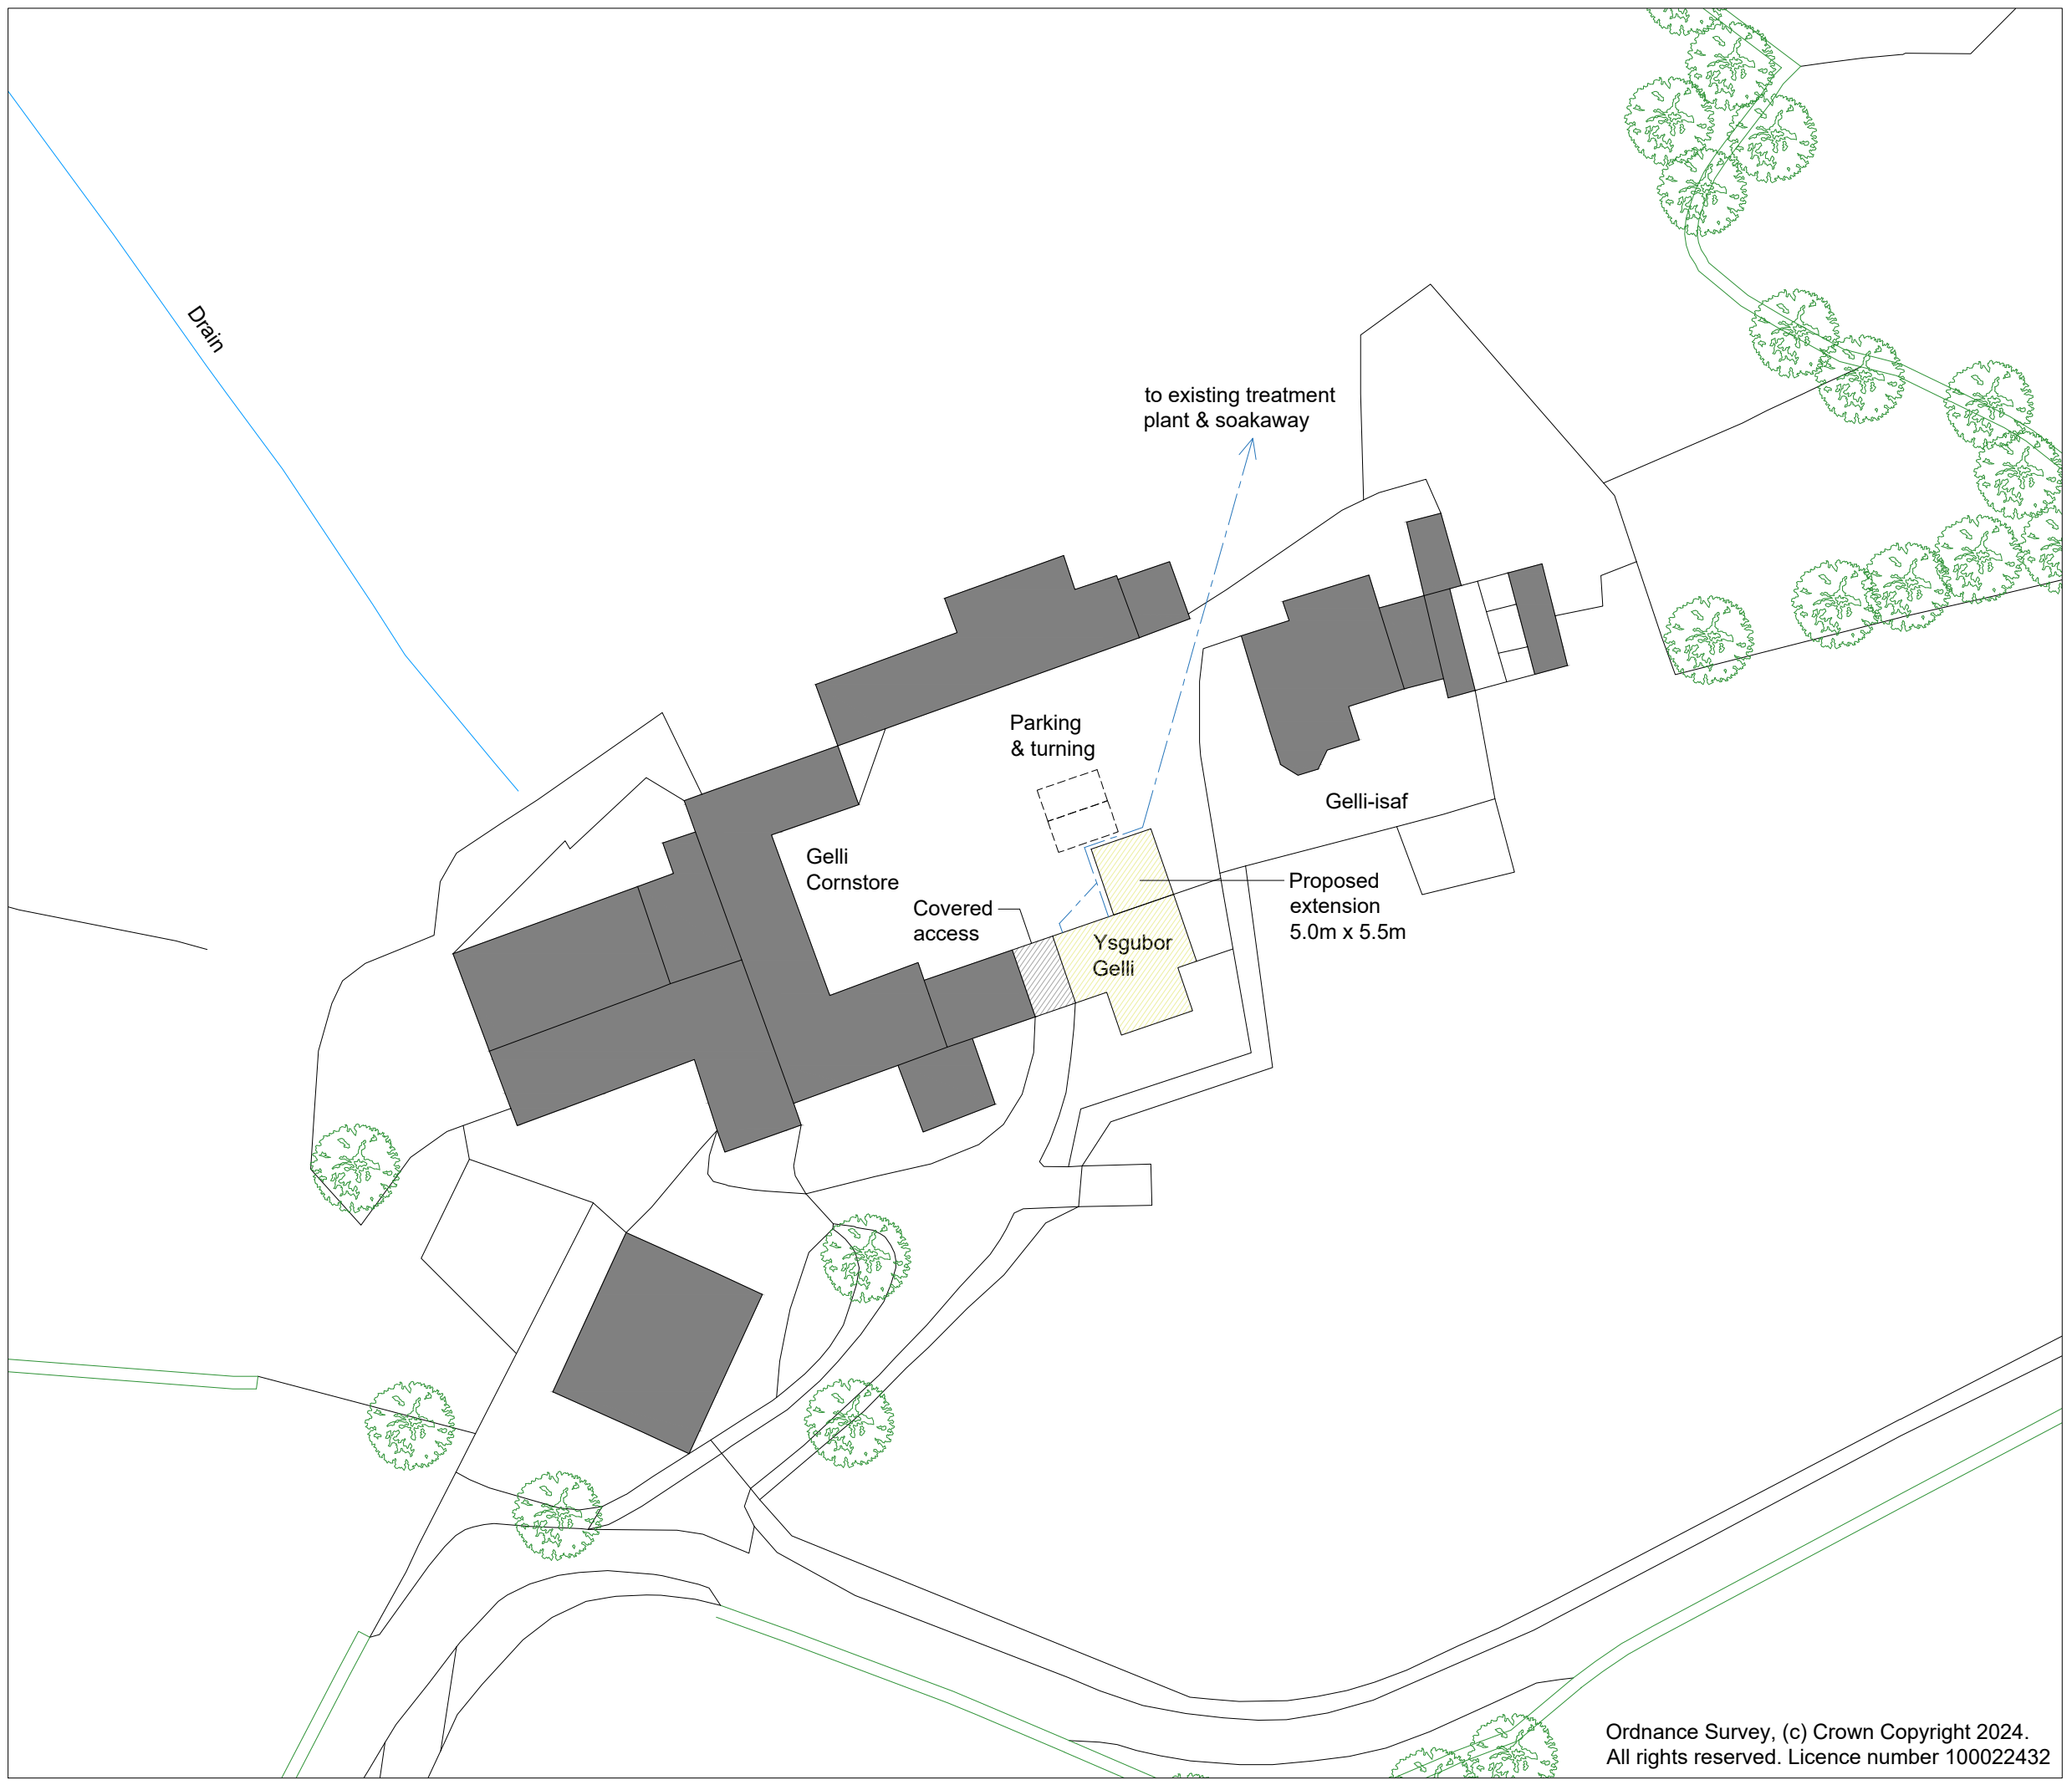 Drain
to existing treatment
plant & soakaway
Parking
& turning
Gelli-isaf
Gelli
Cornstore
Covered
access
Proposed
extension
5.0m x 5.5m
Ysgubor
Gelli
Ordnance Survey, (c) Crown Copyright 2024.
All rights reserved. Licence number 100022432